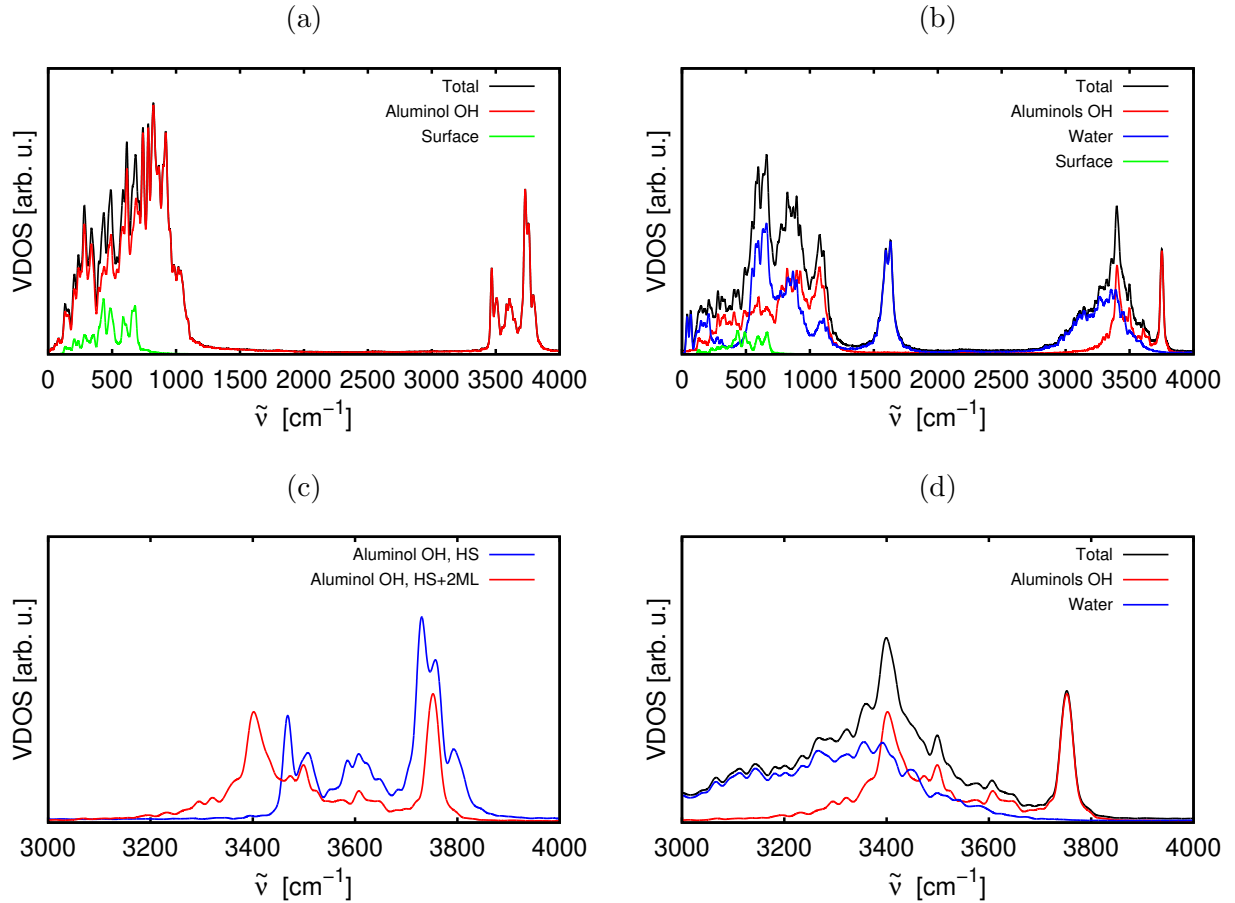 (a)
VDOS [arb. u.]
Total
Aluminol OH
Surface
0 500 1000 1500 2000 2500 3000 3500 4000
ν̃ [cm⁻¹]
(b)
VDOS [arb. u.]
Total
Aluminols OH
Water
Surface
0 500 1000 1500 2000 2500 3000 3500 4000
ν̃ [cm⁻¹]
(c)
VDOS [arb. u.]
Aluminol OH, HS
Aluminol OH, HS+2ML
3000 3200 3400 3600 3800 4000
ν̃ [cm⁻¹]
(d)
VDOS [arb. u.]
Total
Aluminols OH
Water
3000 3200 3400 3600 3800 4000
ν̃ [cm⁻¹]